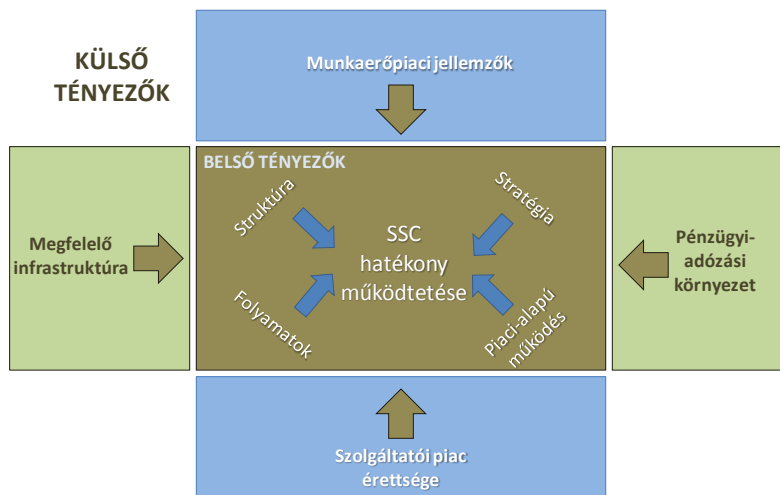 KÜLSŐ
TÉNYEZŐK
Munkaerőpiaci jellemzők
BELSŐ TÉNYEZŐK
Struktúra
Stratégia
SSC
hatékony
működtetése
Megfelelő
infrastruktúra
Pénzügyi-
adózási
környezet
Folyamatok
Piaci-alapú
működés
Szolgáltatói piac
érettsége